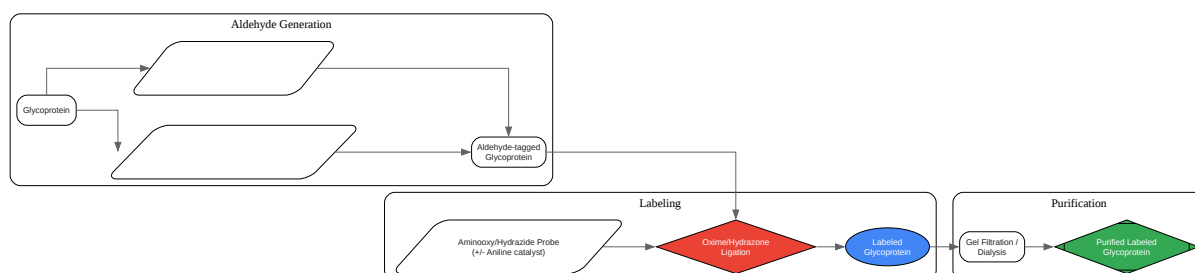 Aldehyde Generation
Glycoprotein
Aldehyde-tagged
Glycoprotein
Labeling
Aminooxy/Hydrazide Probe
(+/- Aniline catalyst)
Oxime/Hydrazone
Ligation
Labeled
Glycoprotein
Purification
Gel Filtration /
Dialysis
Purified Labeled
Glycoprotein